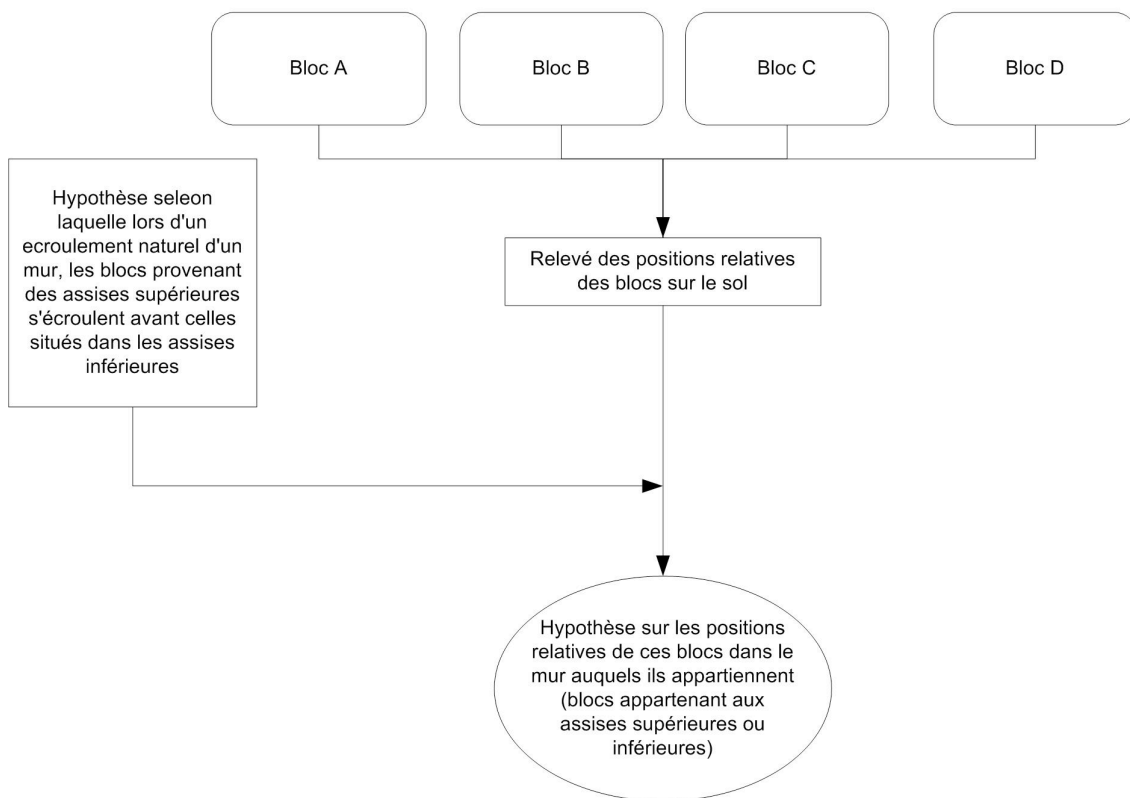 Bloc A
Bloc B
Bloc C
Bloc D
Hypothèse seleon
laquelle lors d'un
ecroulement naturel d'un
mur, les blocs provenant
des assises supérieures
s'écroulent avant celles
situés dans les assises
inférieures
Relevé des positions relatives
des blocs sur le sol
Hypothèse sur les positions
relatives de ces blocs dans le
mur auquels ils appartiennent
(blocs appartenant aux
assises supérieures ou
inférieures)